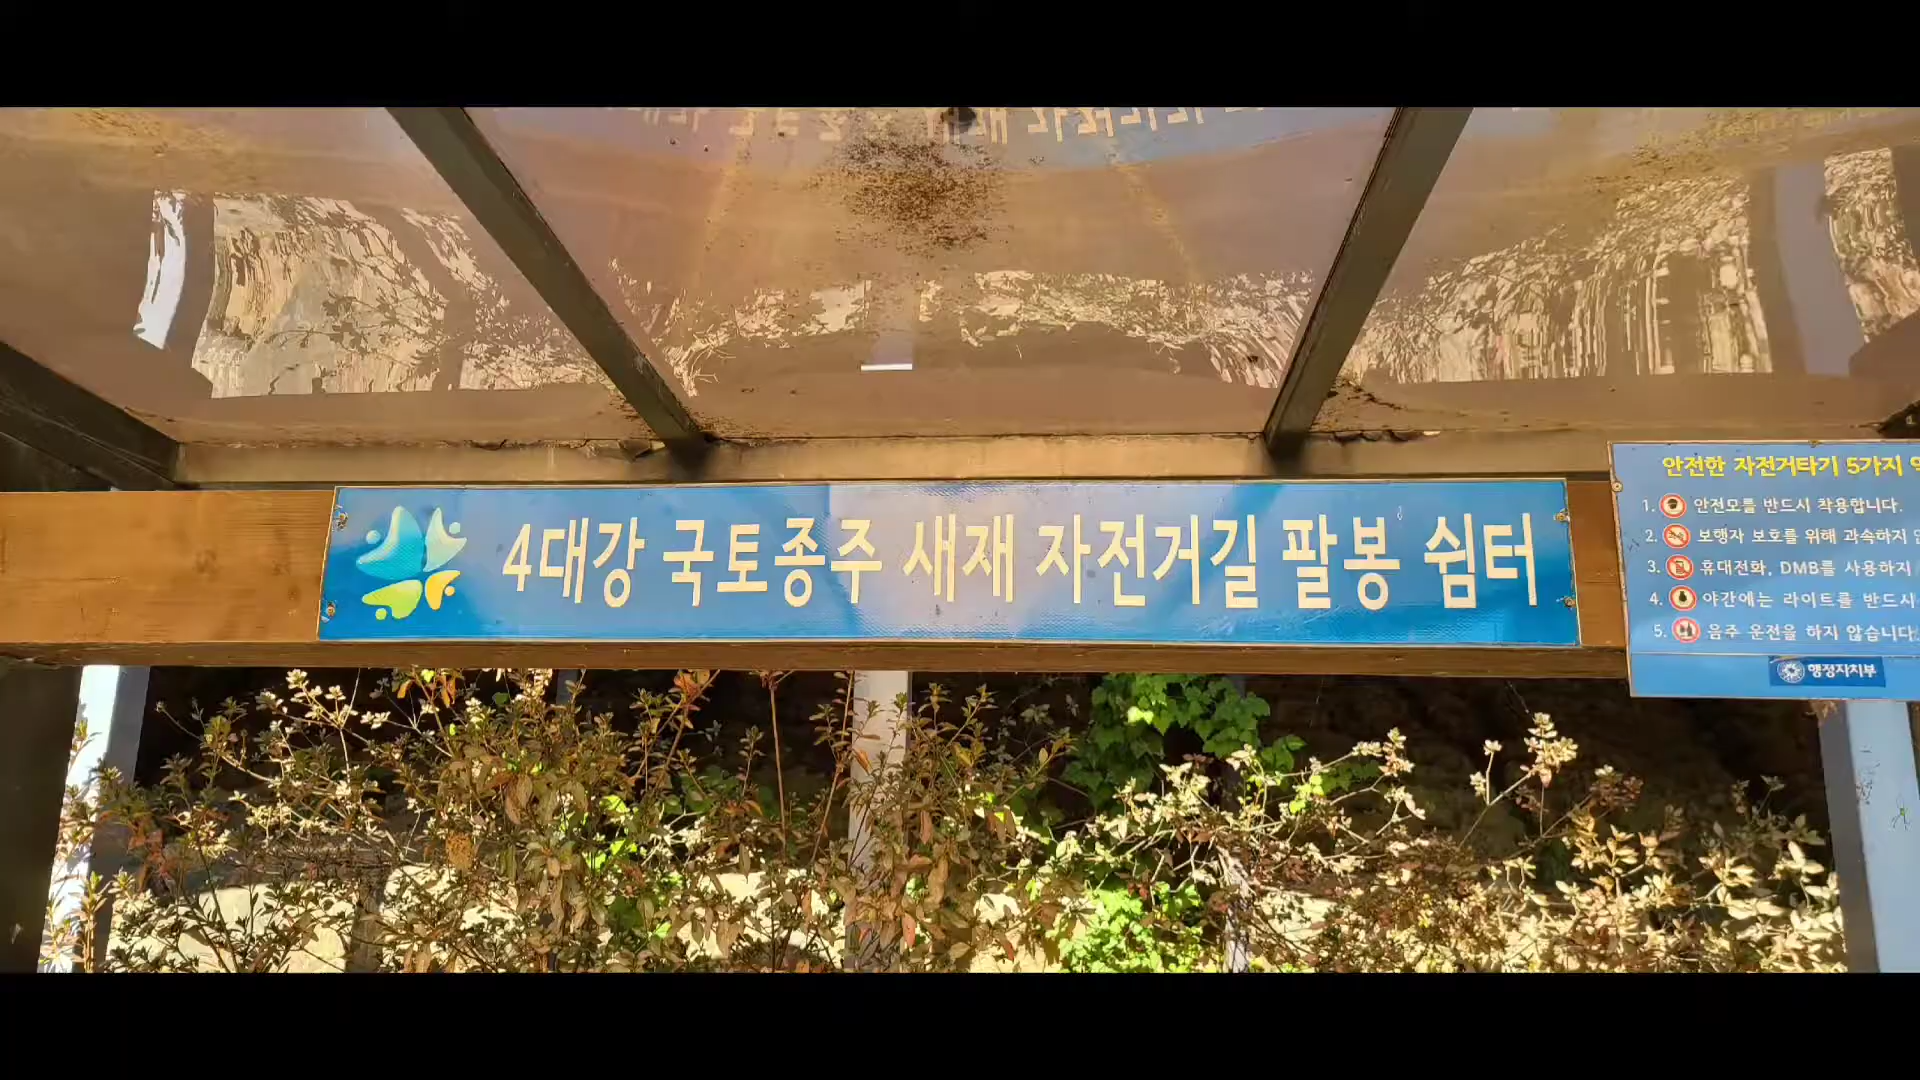 4대강 국토종주 새재 자전거길 팔봉 쉼터
안전한 자전거타기 5가지
1. 안전모를 반드시 착용합니다.
2. 보행자 보호를 위해 과속하지
3. 휴대전화, DMB를 사용하지
4. 야간에는 라이트를 반드시
5. 음주 운전을 하지 않습니다
행정자치부